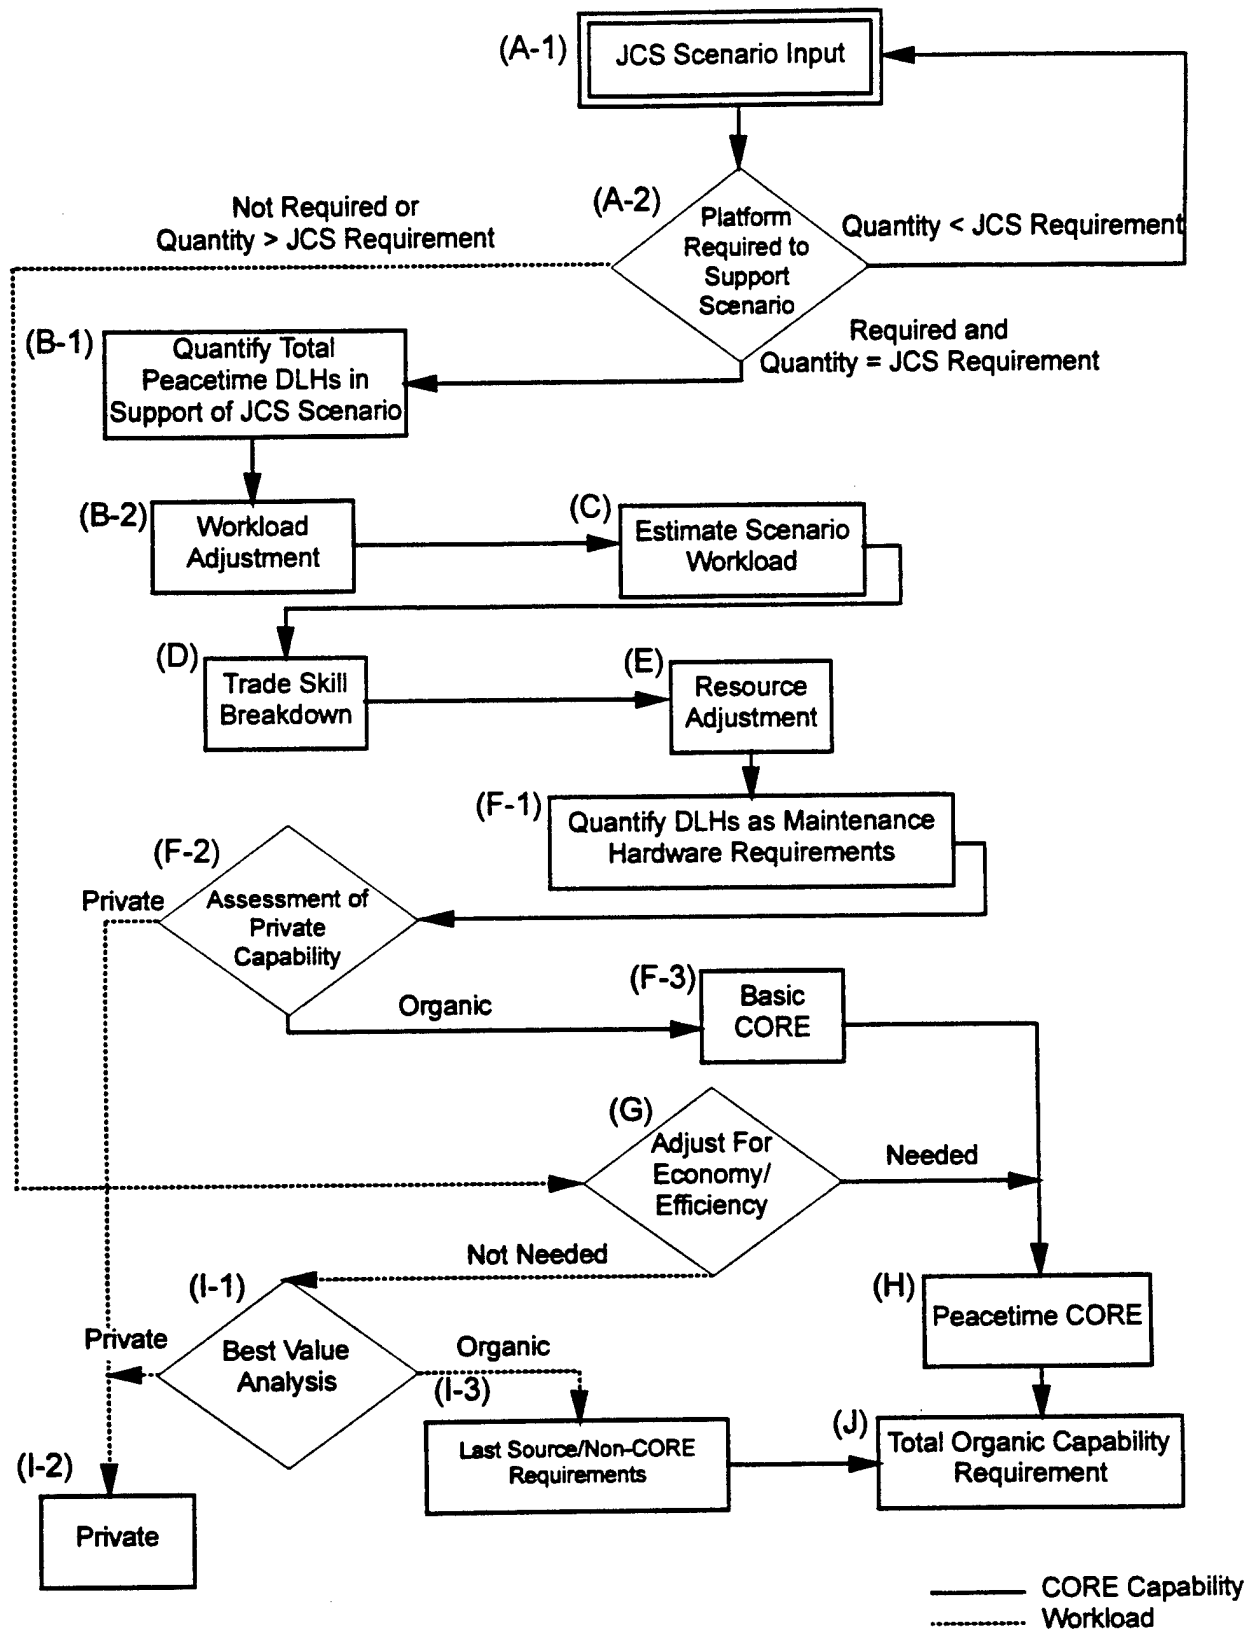 (A-1)
JCS Scenario Input
(A-2)
Platform
Required to
Support
Scenario
Not Required or
Quantity > JCS Requirement
Quantity < JCS Requirement
Required and
Quantity = JCS Requirement
(B-1)
Quantify Total
Peacetime DLHs in
Support of JCS Scenario
(B-2)
Workload
Adjustment
(C)
Estimate Scenario
Workload
(D)
Trade Skill
Breakdown
(E)
Resource
Adjustment
(F-1)
Quantify DLHs as Maintenance
Hardware Requirements
(F-2)
Private
Assessment of
Private
Capability
Organic
(F-3)
Basic
CORE
(G)
Adjust For
Economy/
Efficiency
Needed
Not Needed
(H)
Peacetime CORE
(I-1)
Private
Best Value
Analysis
Organic
(I-3)
Last Source/Non-CORE
Requirements
(J)
Total Organic Capability
Requirement
(I-2)
Private
CORE Capability
Workload